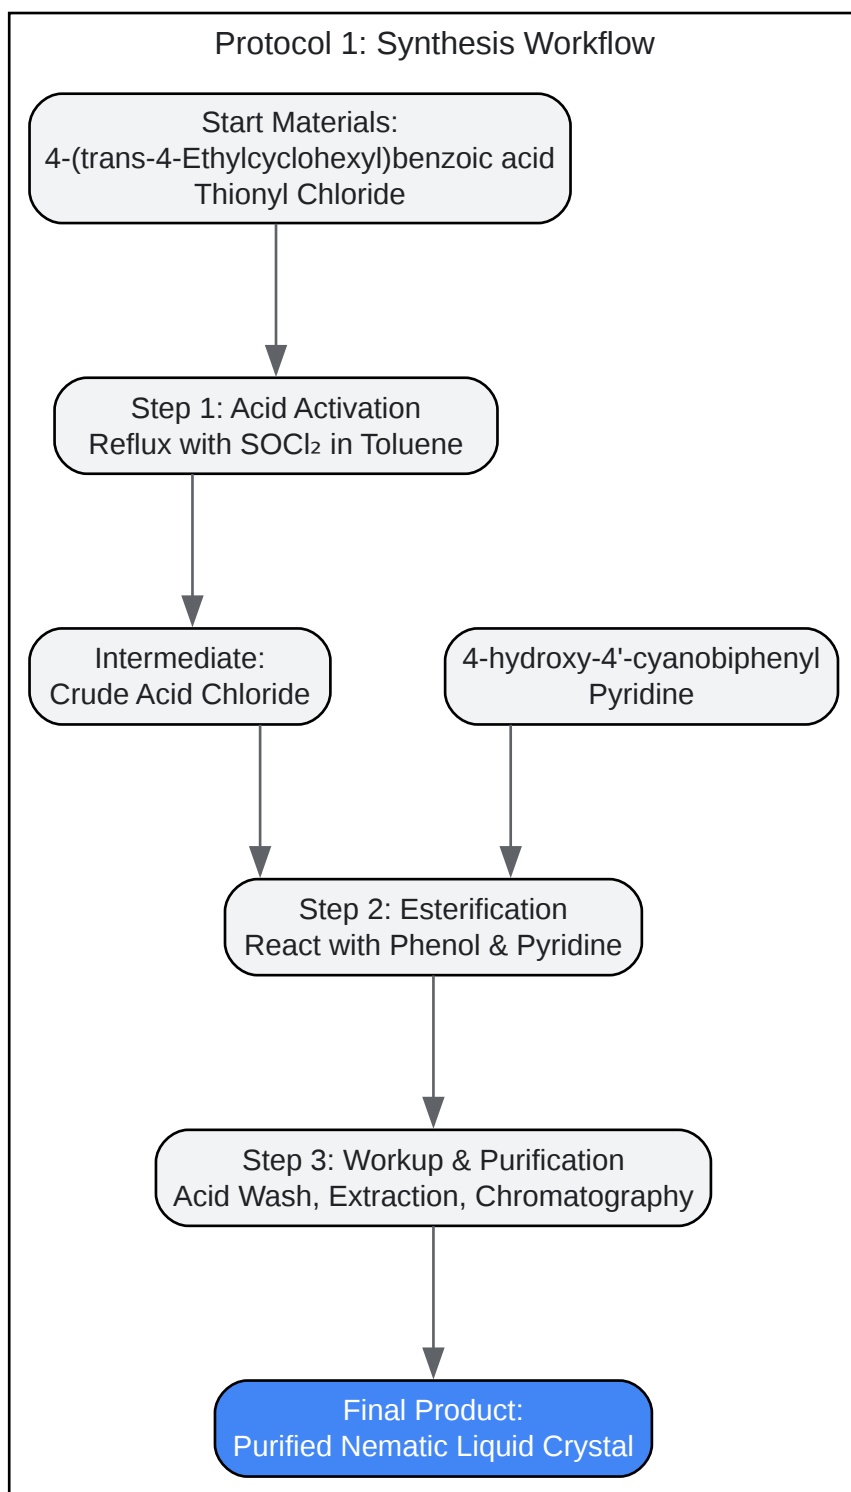 Protocol 1: Synthesis Workflow
Start Materials:
4-(trans-4-Ethylcyclohexyl)benzoic acid
Thionyl Chloride
Step 1: Acid Activation
Reflux with SOCl₂ in Toluene
Intermediate:
Crude Acid Chloride
4-hydroxy-4'-cyanobiphenyl
Pyridine
Step 2: Esterification
React with Phenol & Pyridine
Step 3: Workup & Purification
Acid Wash, Extraction, Chromatography
Final Product:
Purified Nematic Liquid Crystal